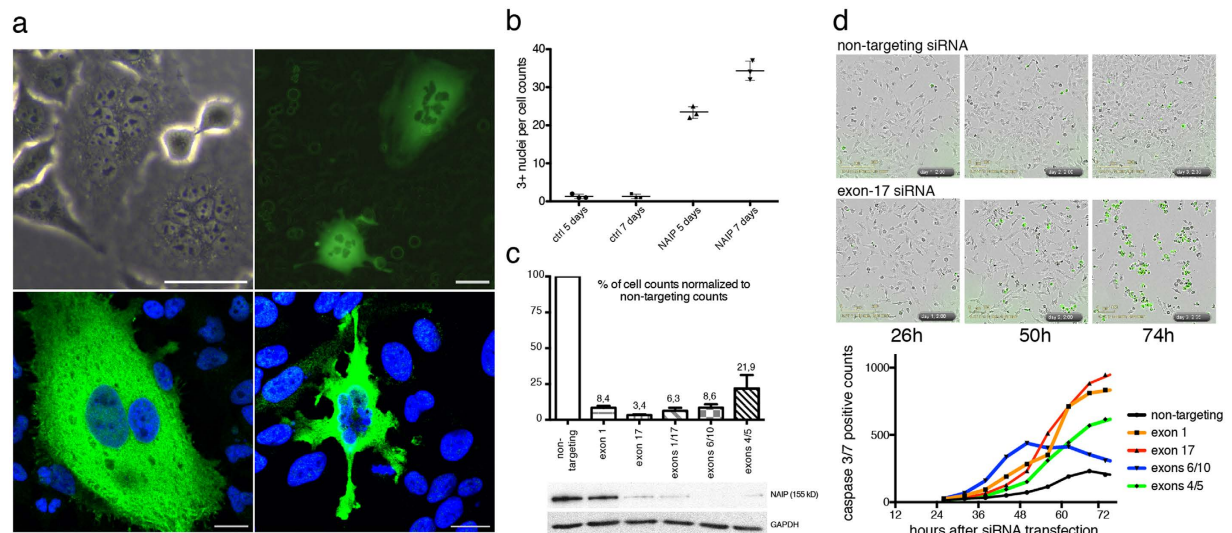 a
b
3+ nuclei per cell counts
40
30
20
10
0
ctrl 5 days
ctrl 7 days
NAIP 5 days
NAIP 7 days
c
% of cell counts normalized to
non-targeting counts
100
75
50
25
0
8,4
3,4
6,3
8,6
21,9
non-
targeting
exon 1
exon 17
exons 1/17
exons 6/10
exons 4/5
NAIP (155 kD)
GAPDH
d
non-targeting siRNA
exon-17 siRNA
26h
50h
74h
caspase 3/7 positive counts
1000
500
0
12
24
36
48
60
72
hours after siRNA transfection
non-targeting
exon 1
exon 17
exons 6/10
exons 4/5